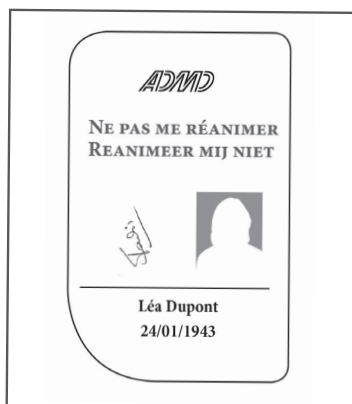 ADMD
NE PAS ME RÉANIMER
REANIMEER MIJ NIET
Léa Dupont
24/01/1943